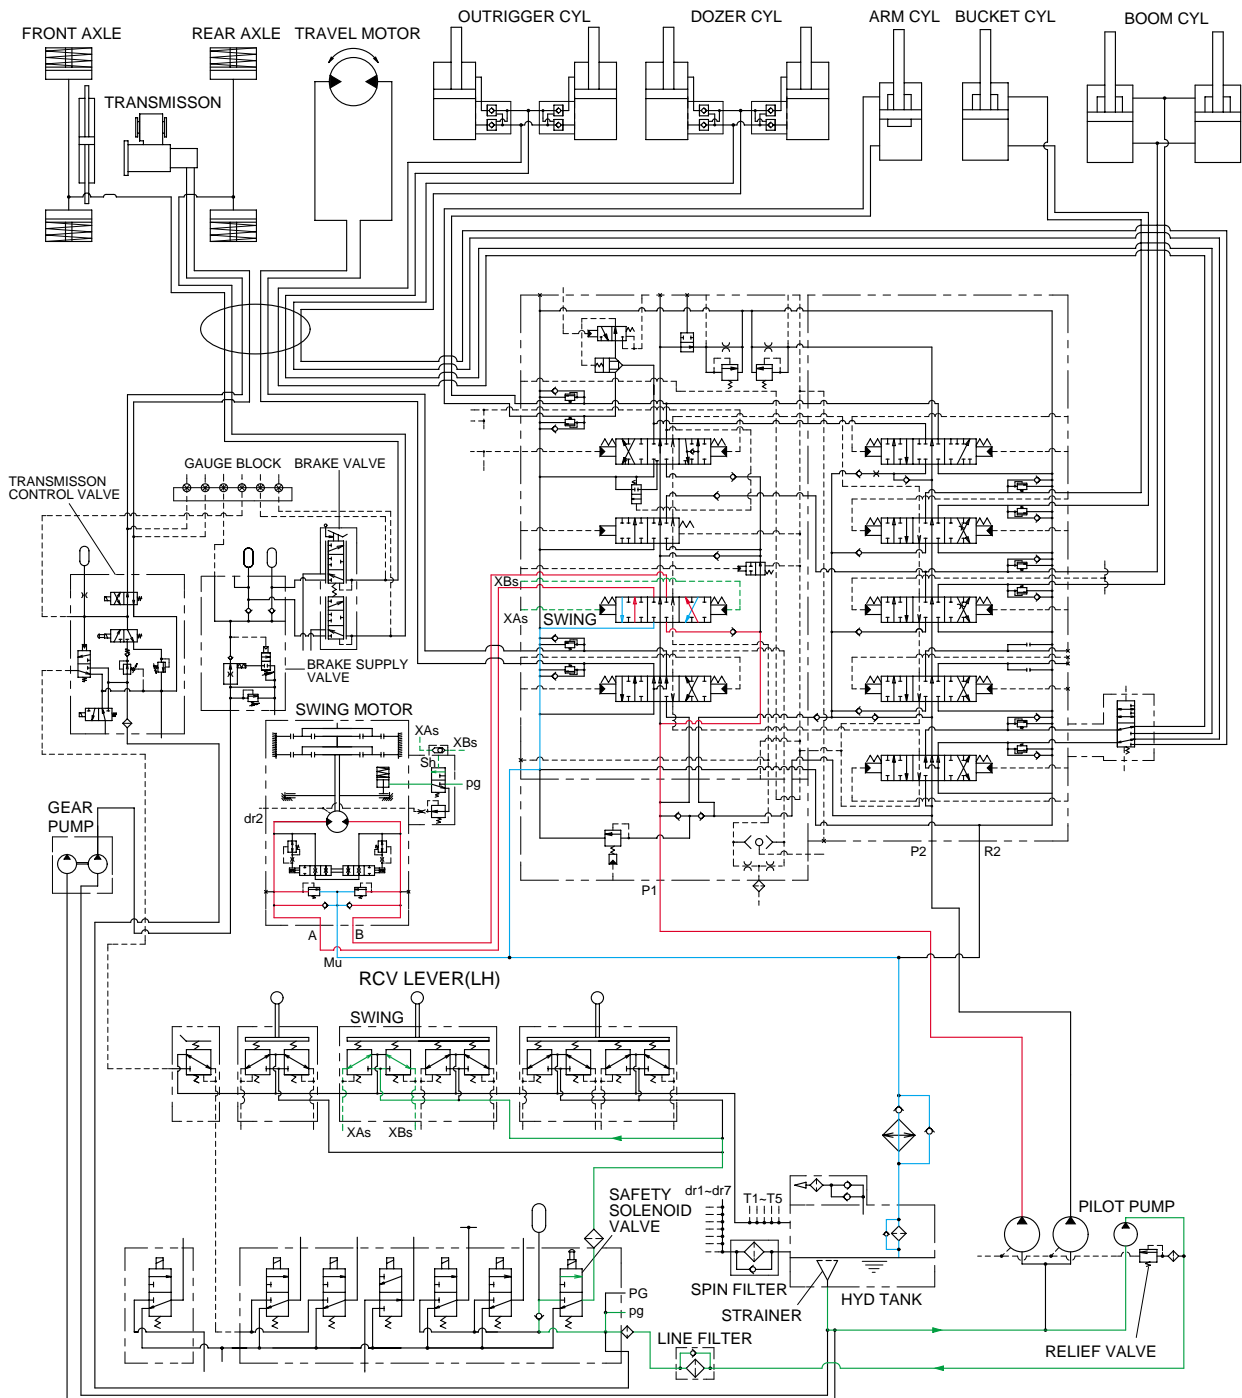 OUTRIGGER CYL
DOZER CYL
ARM CYL
BUCKET CYL
BOOM CYL
FRONT AXLE
REAR AXLE
TRAVEL MOTOR
TRANSMISSON
GAUGE BLOCK
BRAKE VALVE
TRANSMISSON
CONTROL VALVE
XBs
XAs
SWING
BRAKE SUPPLY
VALVE
SWING MOTOR
XAs
XBs
Sh
pg
GEAR
PUMP
dr2
P2
R2
P1
A
B
Mu
RCV LEVER(LH)
SWING
XAs
XBs
dr1~dr7
T1~T5
SAFETY
SOLENOID
VALVE
PILOT PUMP
PG
pg
SPIN FILTER
HYD TANK
STRAINER
LINE FILTER
RELIEF VALVE